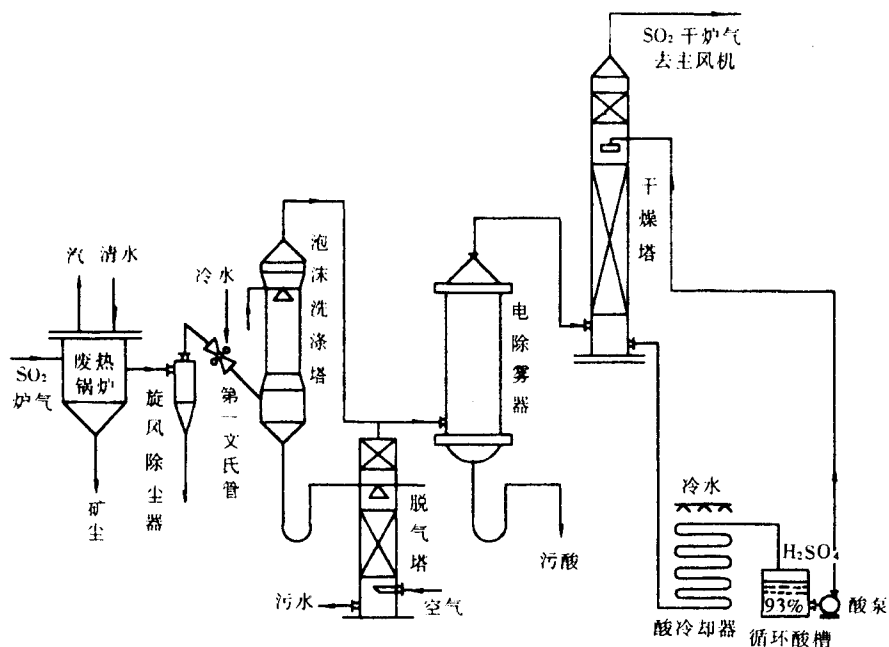 SO₂ 干炉气
去主风机
干燥塔
泡沫洗涤塔
汽
清水
冷水
电除雾器
废热
锅炉
SO₂
炉气
旋风除尘器
第一文氏管
矿尘
脱气塔
冷水
污酸
H₂SO₄
污水
空气
93%
酸泵
酸冷却器
循环酸槽